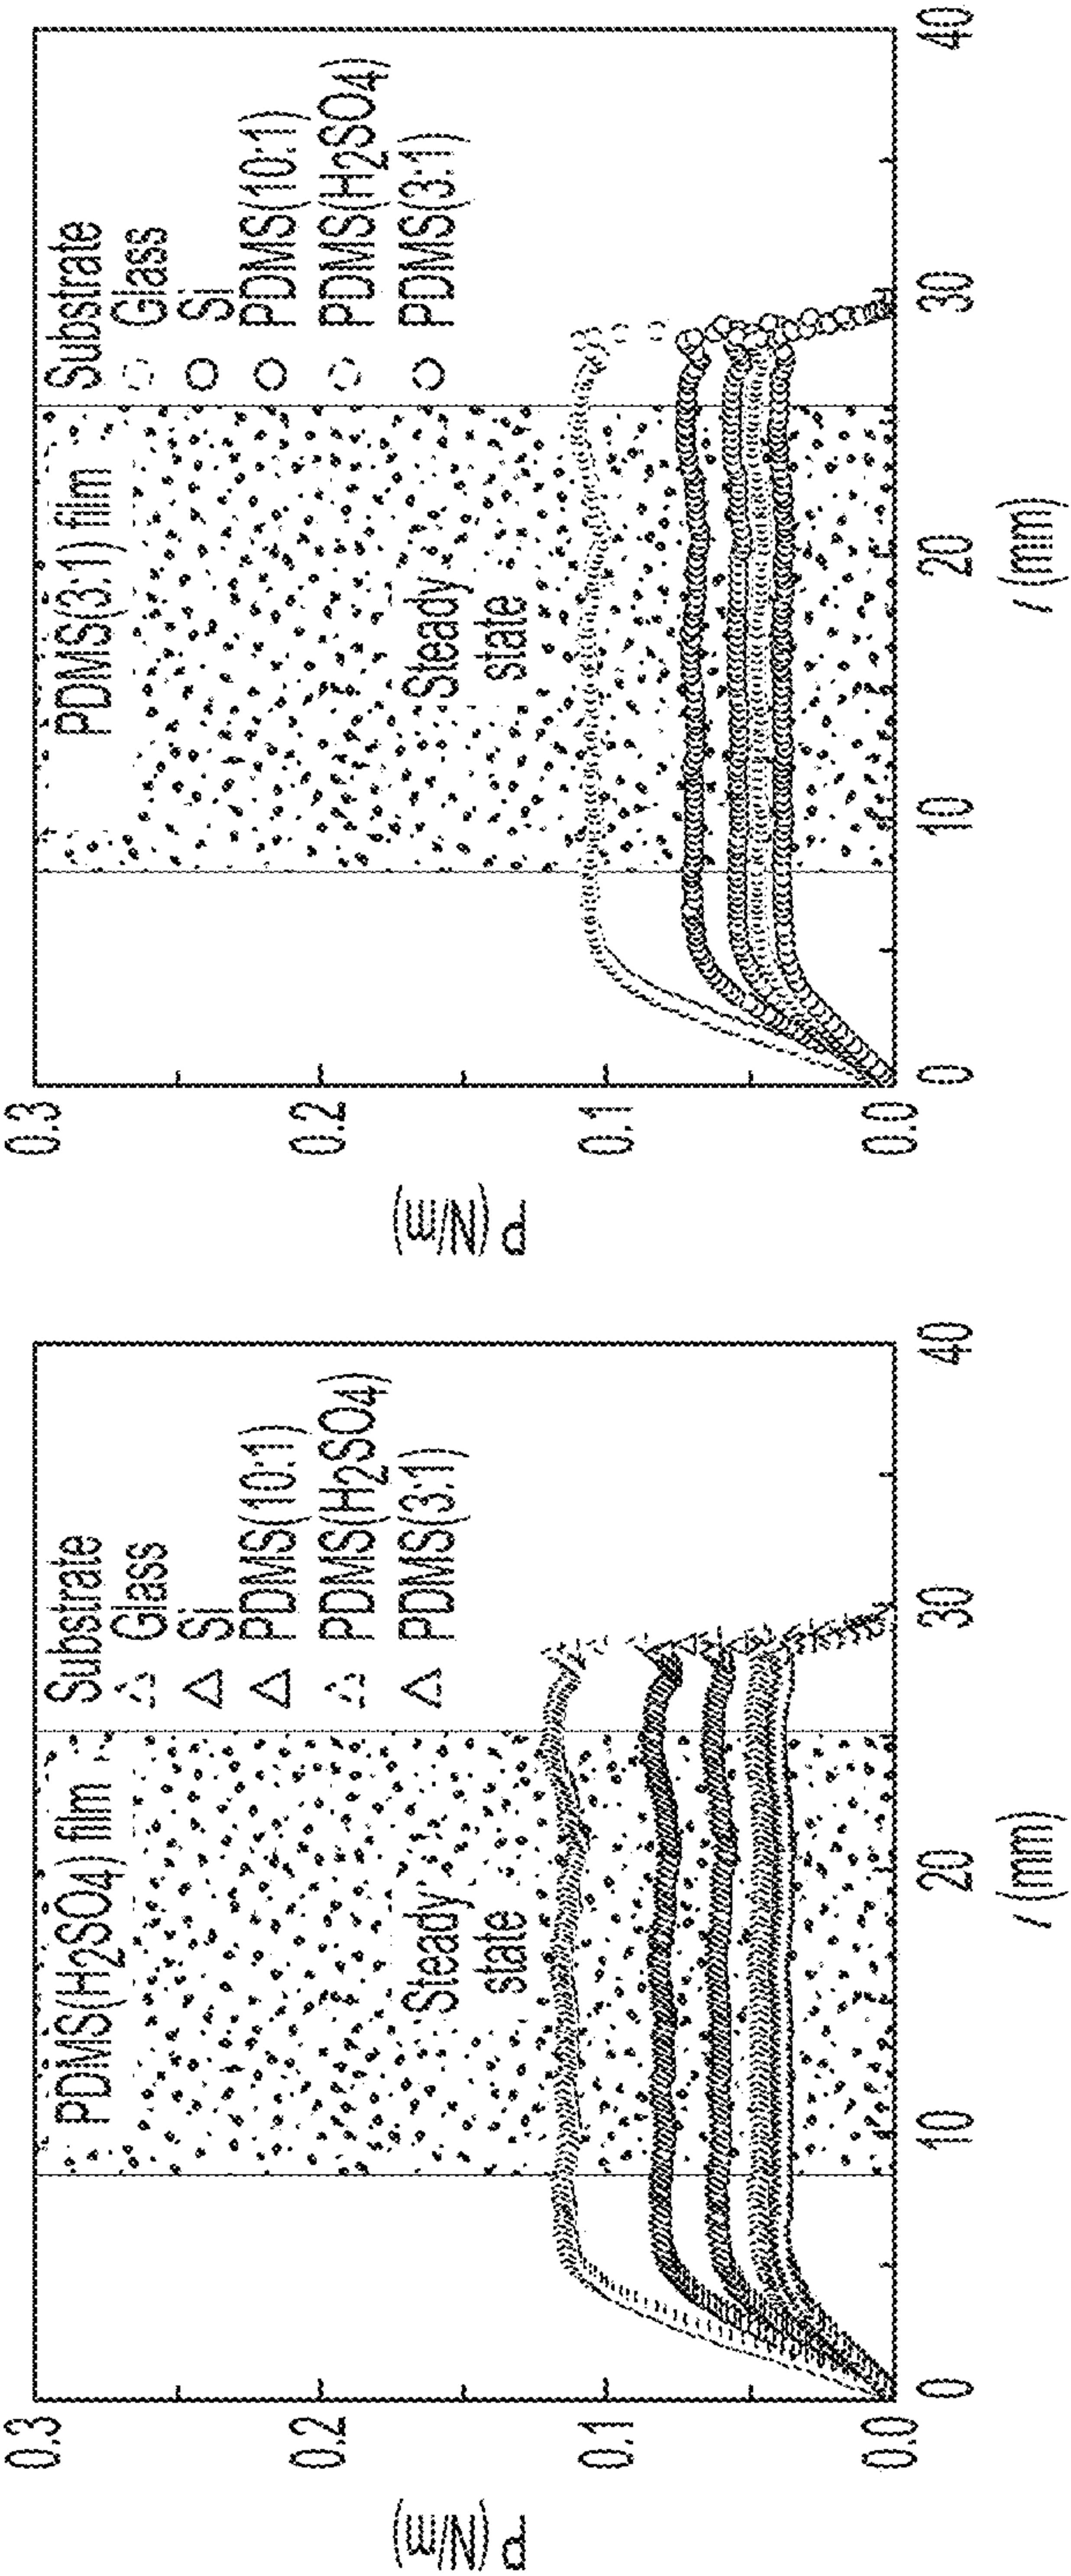 0.3
0.2
0.1
0.0
P (N/m)
0
10
20
30
40
l (mm)
PDMS(H2SO4) film
Steady
state
Substrate
Glass
Si
PDMS(10:1)
PDMS(H2SO4)
PDMS(3:1)
0.3
0.2
0.1
0.0
P (N/m)
0
10
20
30
40
l (mm)
PDMS(3:1) film
Steady
state
Substrate
Glass
Si
PDMS(10:1)
PDMS(H2SO4)
PDMS(3:1)